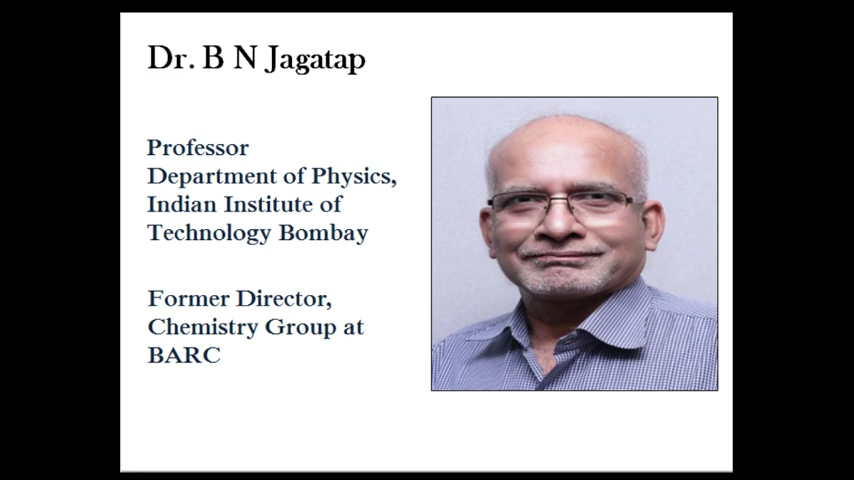 Dr. B N Jagatap
Professor
Department of Physics,
Indian Institute of
Technology Bombay
Former Director,
Chemistry Group at
BARC